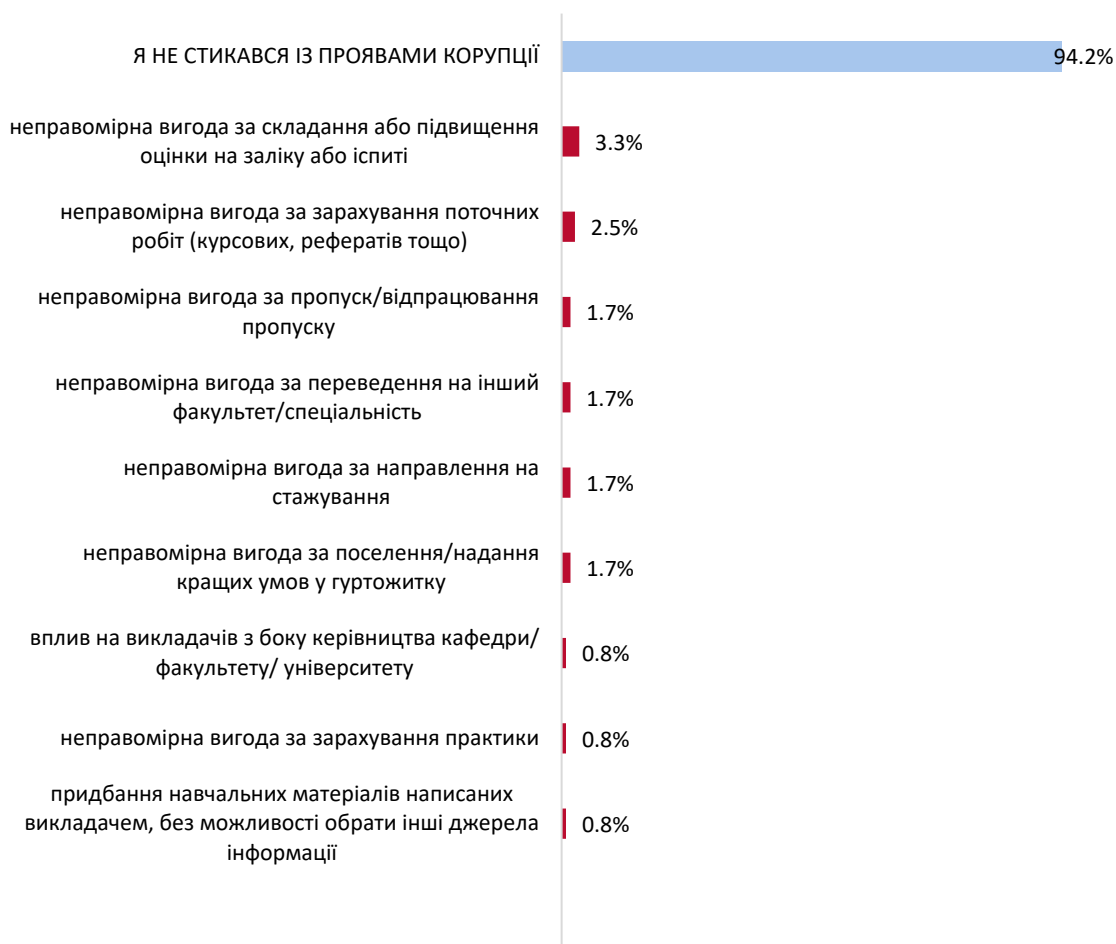 Я НЕ СТИКАВСЯ ІЗ ПРОЯВАМИ КОРУПЦІЇ
94.2%
неправомірна вигода за складання або підвищення
оцінки на заліку або іспиті
3.3%
неправомірна вигода за зарахування поточних
робіт (курсових, рефератів тощо)
2.5%
неправомірна вигода за пропуск/відпрацювання
пропуску
1.7%
неправомірна вигода за переведення на інший
факультет/спеціальність
1.7%
неправомірна вигода за направлення на
стажування
1.7%
неправомірна вигода за поселення/надання
кращих умов у гуртожитку
1.7%
вплив на викладачів з боку керівництва кафедри/
факультету/ університету
0.8%
неправомірна вигода за зарахування практики
0.8%
придбання навчальних матеріалів написаних
викладачем, без можливості обрати інші джерела
інформації
0.8%